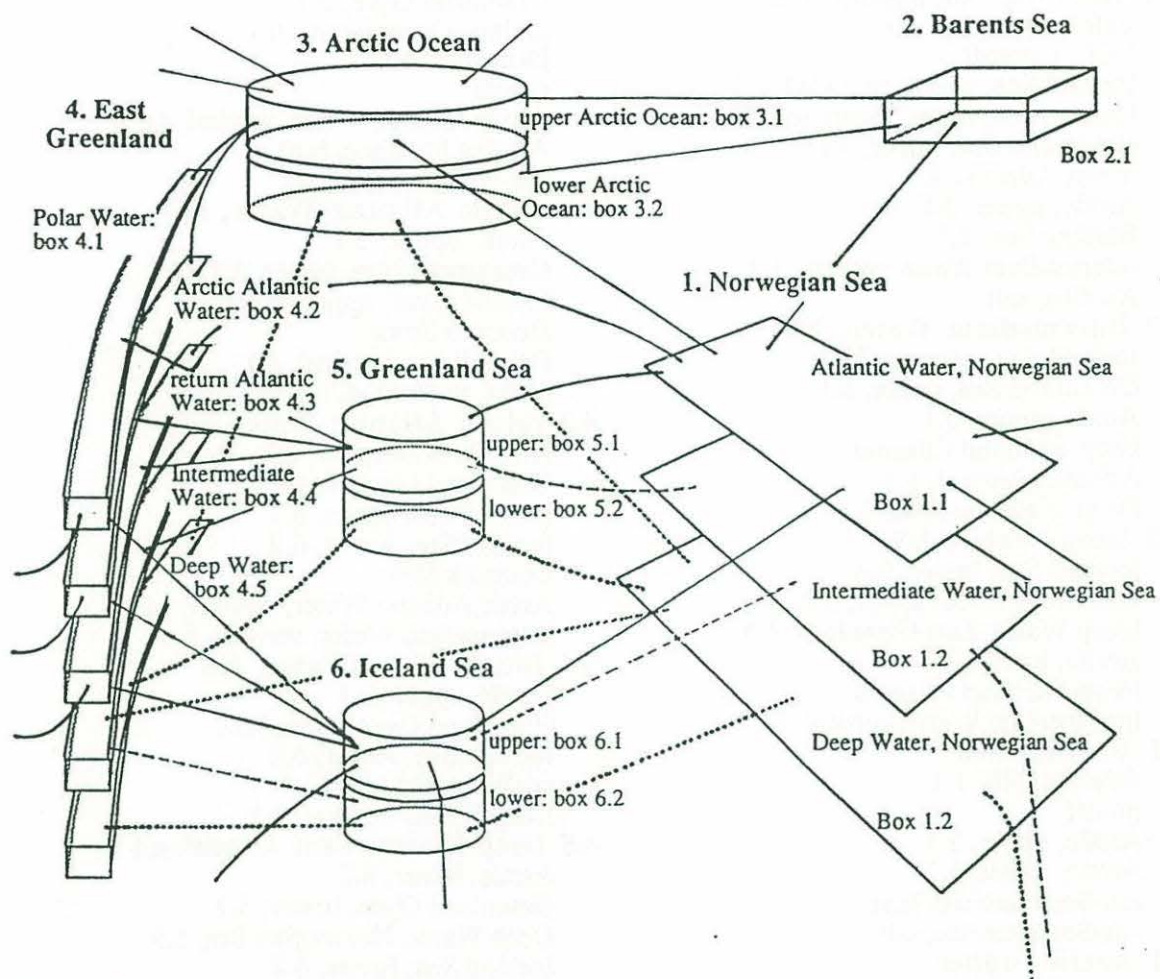 2. Barents Sea
3. Arctic Ocean
4. East
Greenland
upper Arctic Ocean: box 3.1
Box 2.1
lower Arctic
Ocean: box 3.2
Polar Water:
box 4.1
Arctic Atlantic
Water: box 4.2
1. Norwegian Sea
return Atlantic
Water: box 4.3
5. Greenland Sea
Atlantic Water, Norwegian Sea
upper: box 5.1
Intermediate
Water: box 4.4
lower: box 5.2
Box 1.1
Deep Water:
box 4.5
Intermediate Water, Norwegian Sea
6. Iceland Sea
Box 1.2
upper: box 6.1
Deep Water, Norwegian Sea
lower: box 6.2
Box 1.2